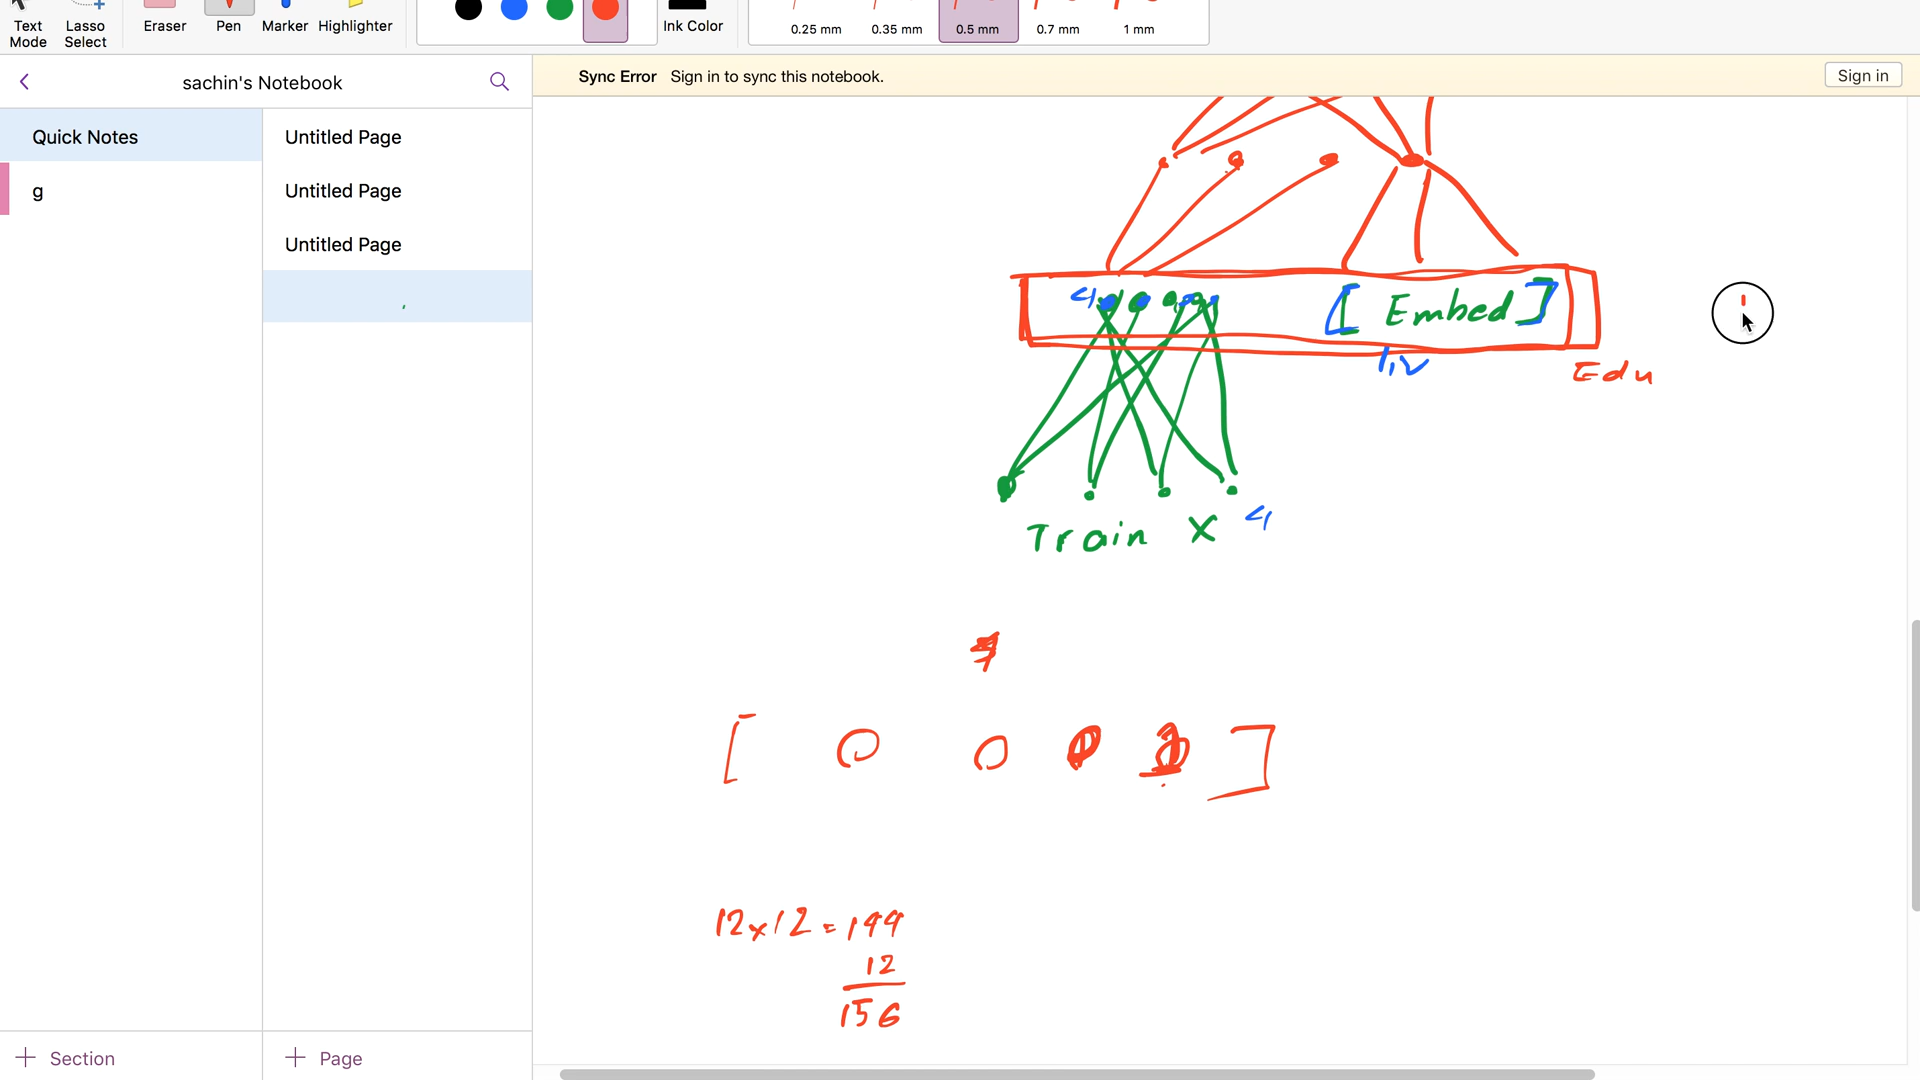 Text Mode
Lasso Select
Eraser
Pen
Marker
Highlighter
Ink Color
0.25 mm
0.35 mm
0.5 mm
0.7 mm
1 mm
sachin's Notebook
Sync Error Sign in to sync this notebook.
Sign in
Quick Notes
g
Untitled Page
Untitled Page
Untitled Page
4
[ Embed ]
Edu
Train X 4
12x12=144
12
156
+ Section
+ Page